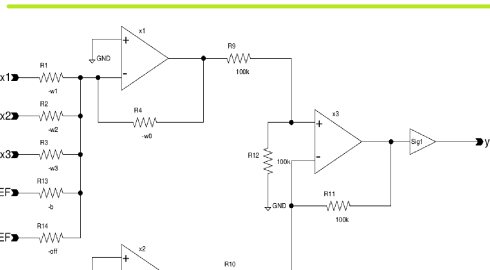 x1
GND
R1
x1
-w1
R9
100k
R2
x2
-w2
R4
-w0
x3
Sig1
y
R3
x3
-w3
R12
100k
R13
EF
-b
R11
GND
100k
R14
EF
-off
x2
R10